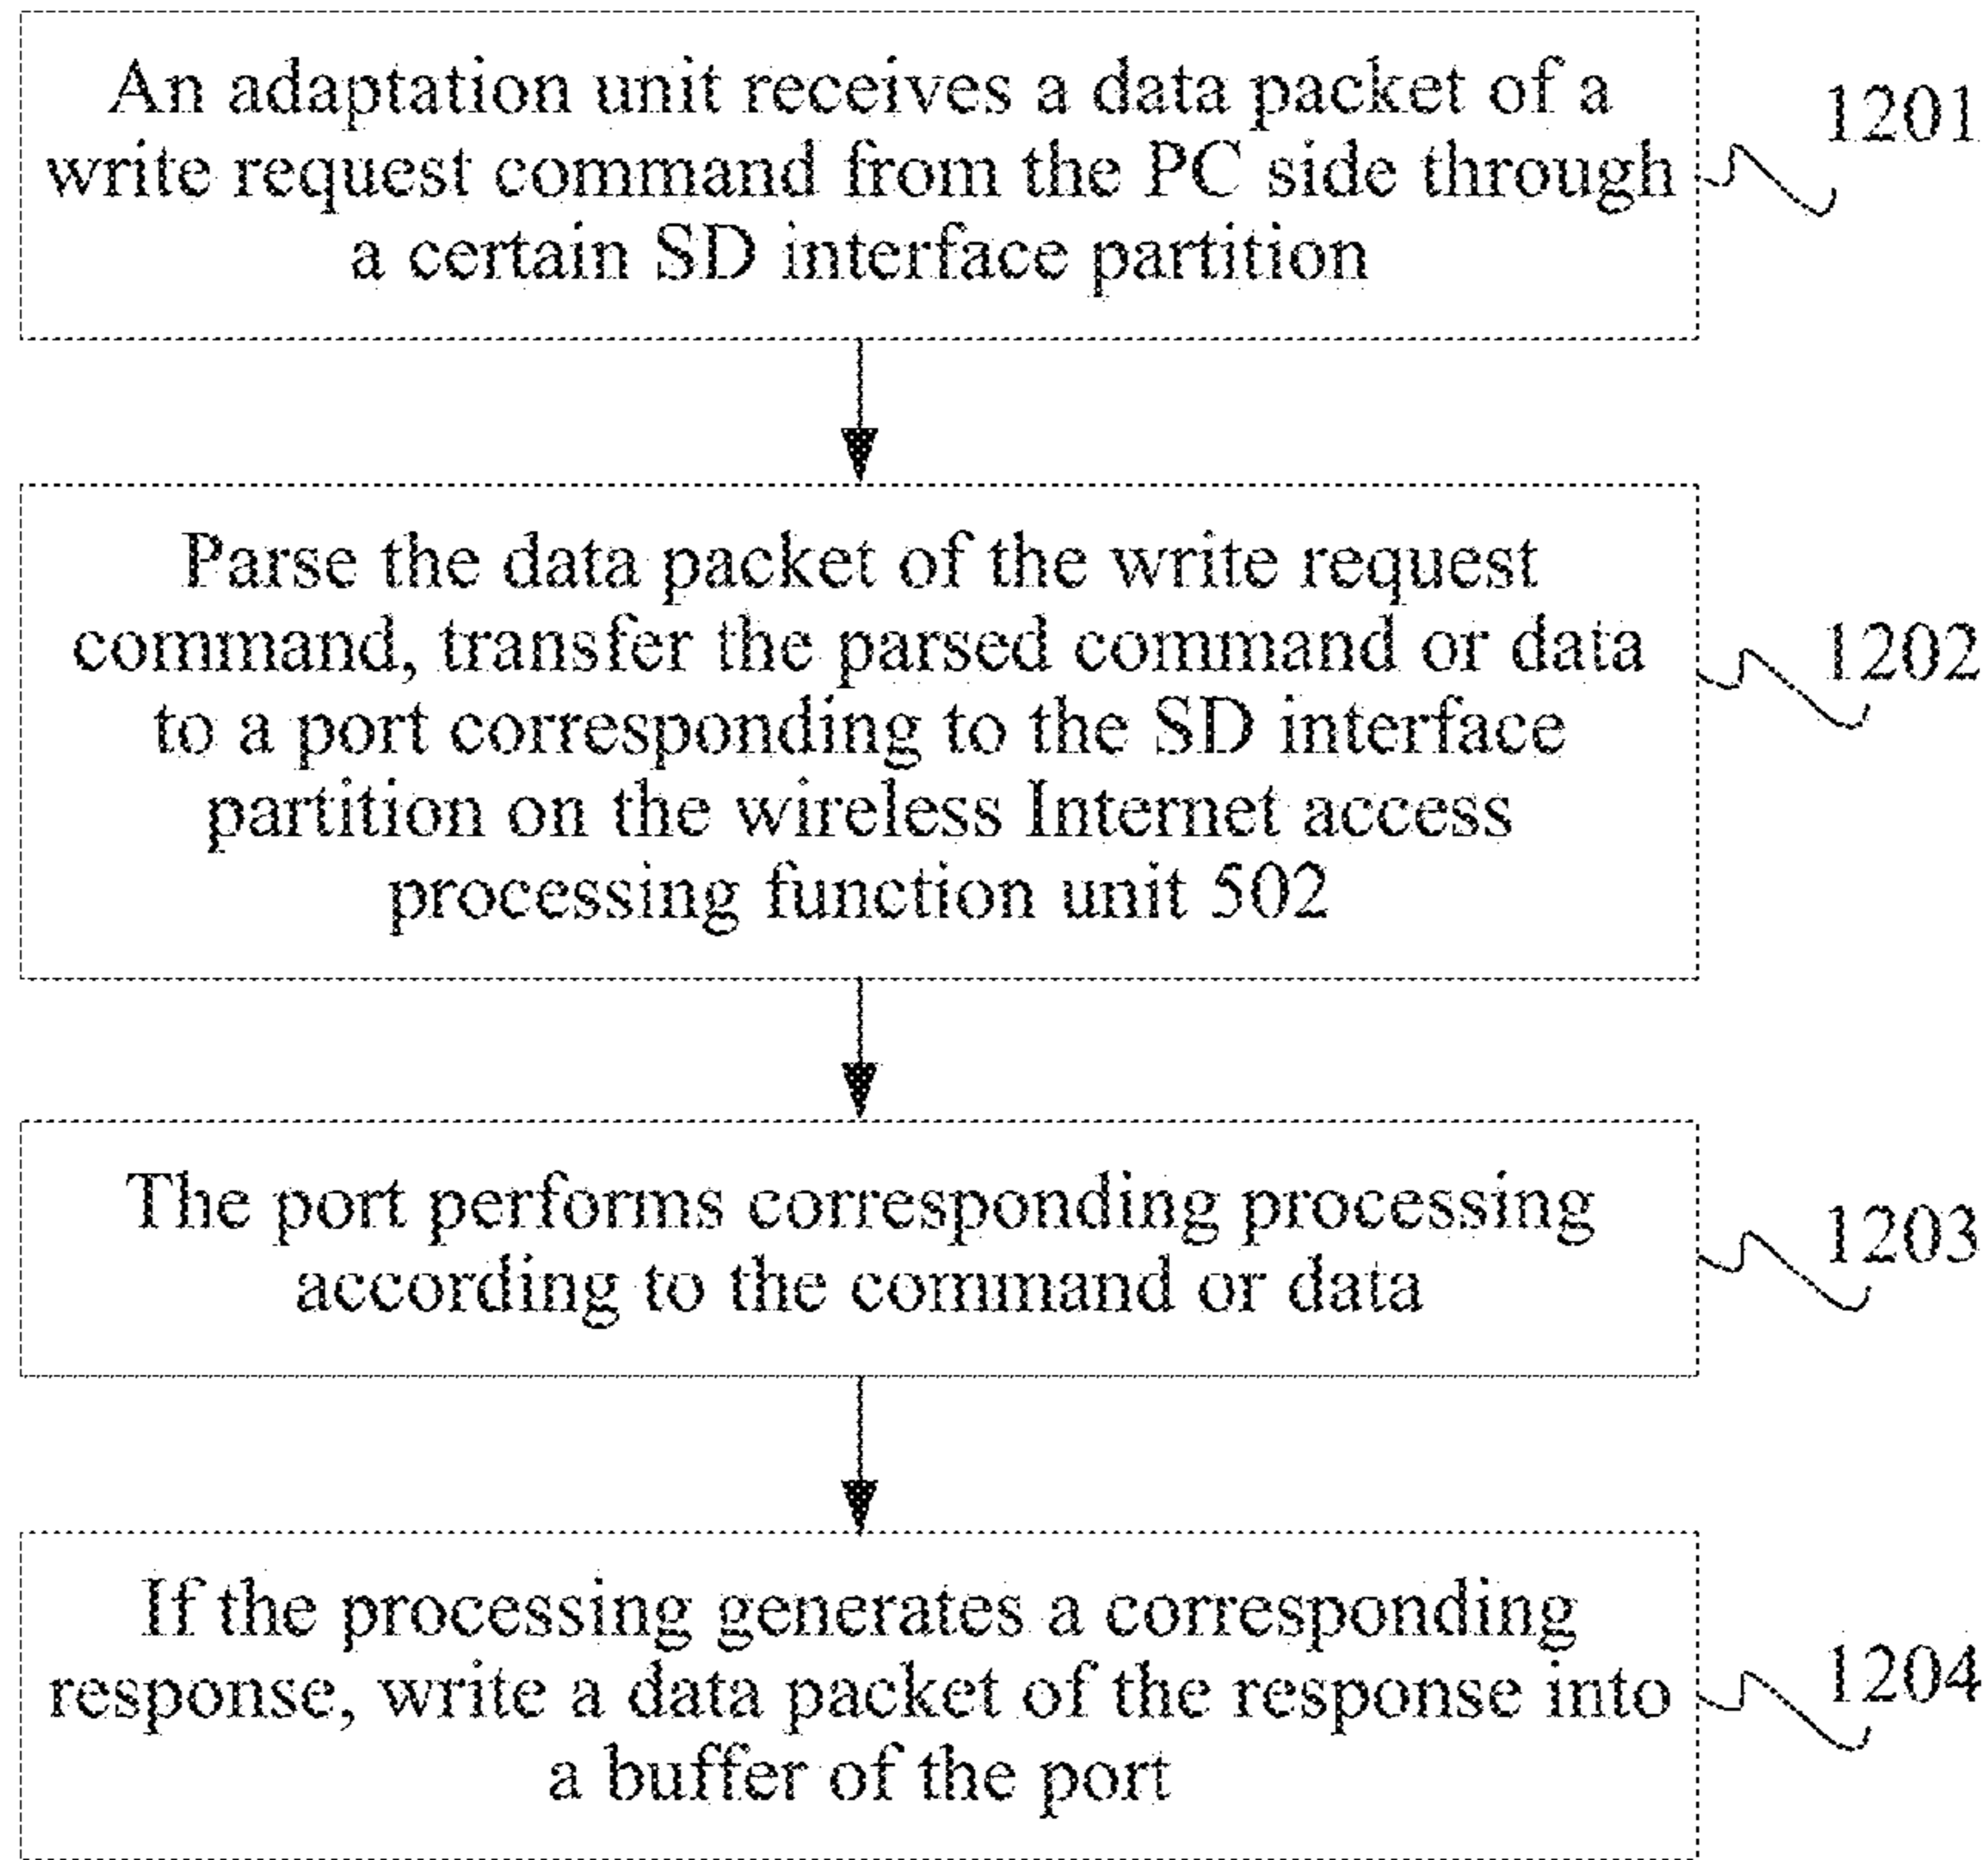 An adaptation unit receives a data packet of a
write request command from the PC side through
a certain SD interface partition
1201
Parse the data packet of the write request
command, transfer the parsed command or data
to a port corresponding to the SD interface
partition on the wireless Internet access
processing function unit 502
1202
The port performs corresponding processing
according to the command or data
1203
If the processing generates a corresponding
response, write a data packet of the response into
a buffer of the port
1204